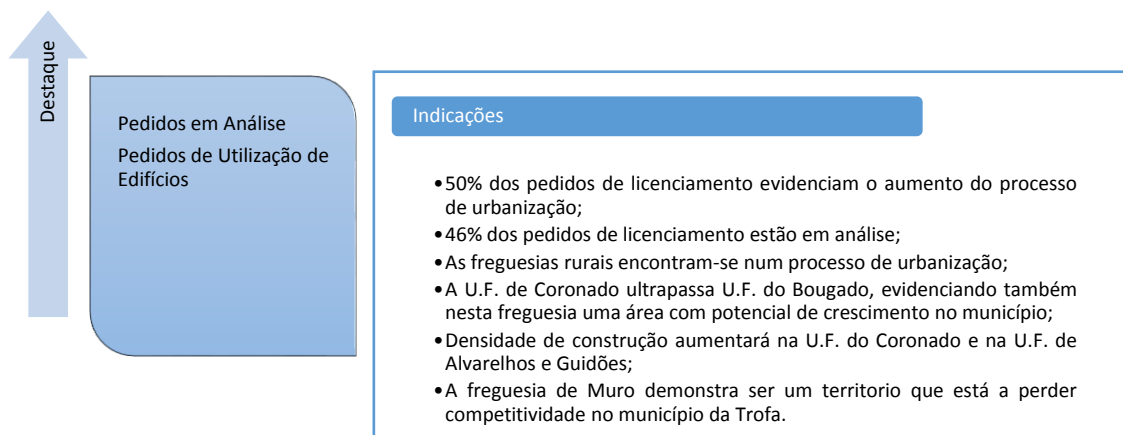 Destaque
Pedidos em Análise
Pedidos de Utilização de
Edifícios
Indicações
•50% dos pedidos de licenciamento evidenciam o aumento do processo
de urbanização;
•46% dos pedidos de licenciamento estão em análise;
•As freguesias rurais encontram-se num processo de urbanização;
•A U.F. de Coronado ultrapassa U.F. do Bougado, evidenciando também
nesta freguesia uma área com potencial de crescimento no município;
•Densidade de construção aumentará na U.F. do Coronado e na U.F. de
Alvarelhos e Guidões;
•A freguesia de Muro demonstra ser um territorio que está a perder
competitividade no município da Trofa.